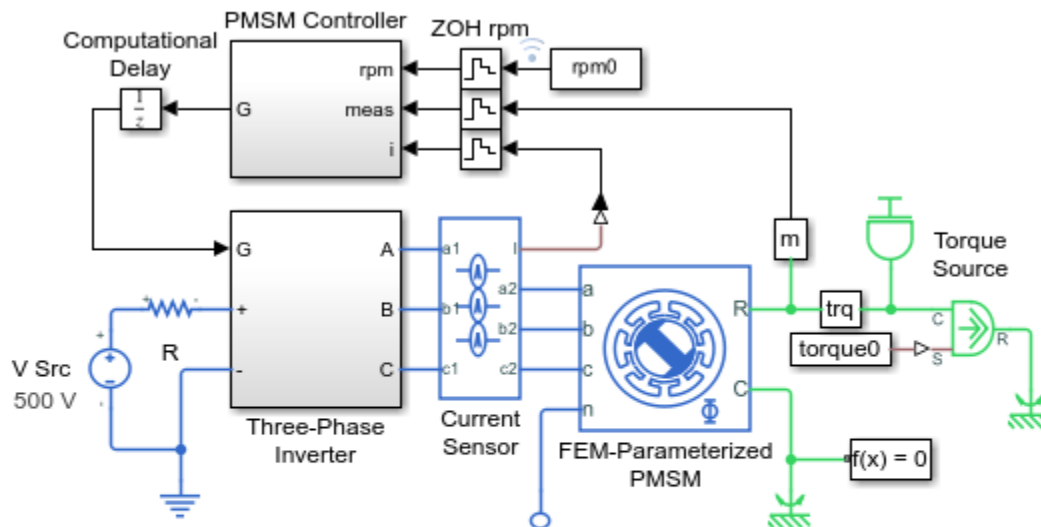 PMSM Controller
ZOH rpm
Computational
Delay
rpm
rpm0
1
z
G
meas
i
G
A
a1
I
m
Torque
Source
a2
a
+
B
b1
b2
b
R
trq
C
R
torque0
S
R
V Src
500 V
-
C
c1
c2
c
C
n
Φ
Three-Phase
Inverter
Current
Sensor
FEM-Parameterized
PMSM
f(x) = 0